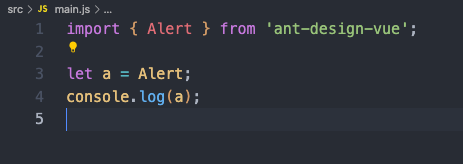 src > JS main.js > ...
1 import { Alert } from 'ant-design-vue';
2
3 let a = Alert;
4 console.log(a);
5